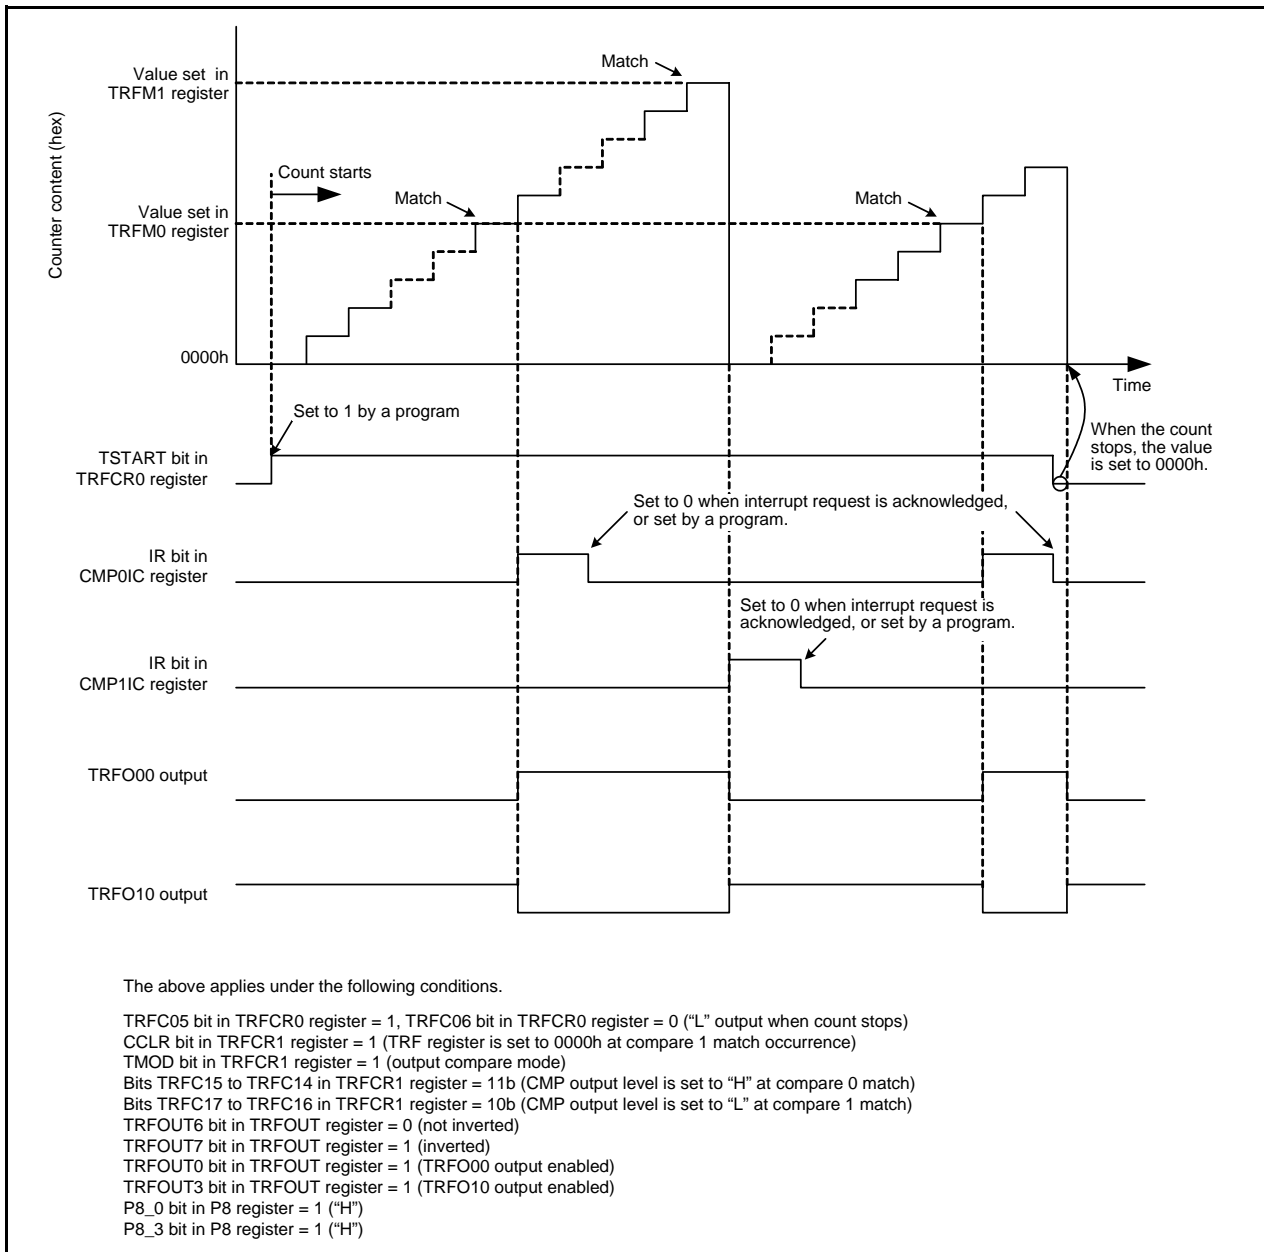 Match
Value set in
TRFM1 register
Counter content (hex)
Count starts
Match
Match
Value set in
TRFM0 register
0000h
Time
Set to 1 by a program
When the count
stops, the value
is set to 0000h.
TSTART bit in
TRFCR0 register
Set to 0 when interrupt request is acknowledged,
or set by a program.
IR bit in
CMP0IC register
Set to 0 when interrupt request is
acknowledged, or set by a program.
IR bit in
CMP1IC register
TRFO00 output
TRFO10 output
The above applies under the following conditions.
TRFC05 bit in TRFCR0 register = 1, TRFC06 bit in TRFCR0 register = 0 (“L” output when count stops)
CCLR bit in TRFCR1 register = 1 (TRF register is set to 0000h at compare 1 match occurrence)
TMOD bit in TRFCR1 register = 1 (output compare mode)
Bits TRFC15 to TRFC14 in TRFCR1 register = 11b (CMP output level is set to “H” at compare 0 match)
Bits TRFC17 to TRFC16 in TRFCR1 register = 10b (CMP output level is set to “L” at compare 1 match)
TRFOUT6 bit in TRFOUT register = 0 (not inverted)
TRFOUT7 bit in TRFOUT register = 1 (inverted)
TRFOUT0 bit in TRFOUT register = 1 (TRFO00 output enabled)
TRFOUT3 bit in TRFOUT register = 1 (TRFO10 output enabled)
P8_0 bit in P8 register = 1 (“H”)
P8_3 bit in P8 register = 1 (“H”)